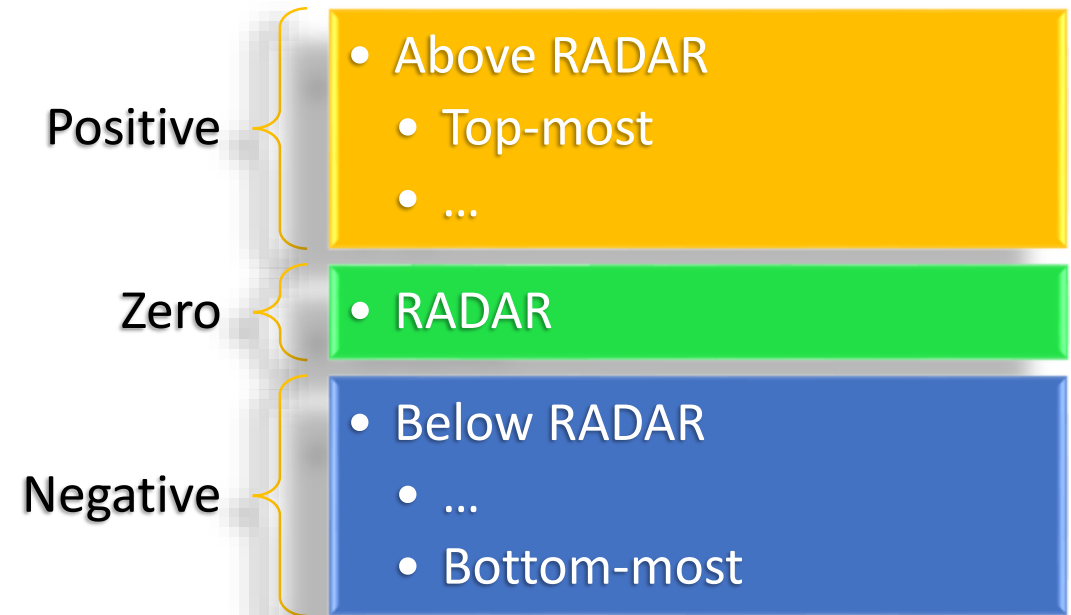 Positive
• Above RADAR
• Top-most
• …
Zero
• RADAR
Negative
• Below RADAR
• …
• Bottom-most